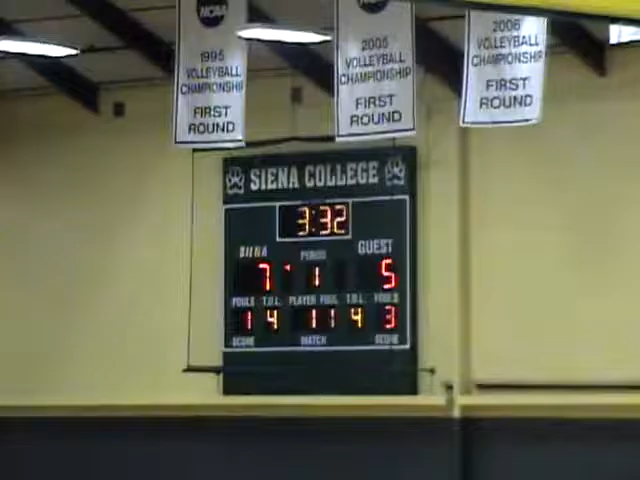 NCAA
1995
VOLLEYBALL
CHAMPIONSHIP
FIRST
ROUND
2005
VOLLEYBALL
CHAMPIONSHIP
FIRST
ROUND
2006
VOLLEYBALL
CHAMPIONSHIP
FIRST
ROUND
SIENA COLLEGE
3:32
SIENA PERIOD GUEST
7 1 5
FOULS T.O.L. PLAYER FOUL T.O.L. FOULS
1 4 11 4 3
SCORE MATCH SCORE